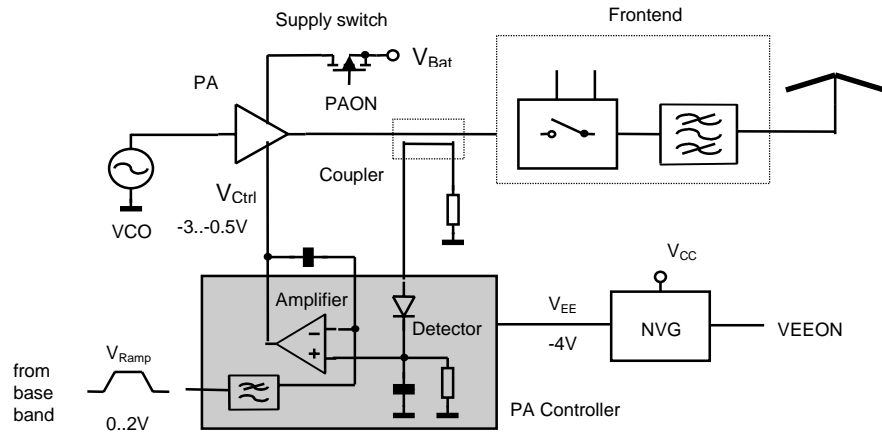 Supply switch
Frontend
V_Bat
PA
PAON
Coupler
V_Ctrl
-3..-0.5V
VCO
V_CC
Amplifier
−
+
Detector
V_EE
-4V
NVG
VEEON
V_Ramp
from
base
band
0..2V
PA Controller